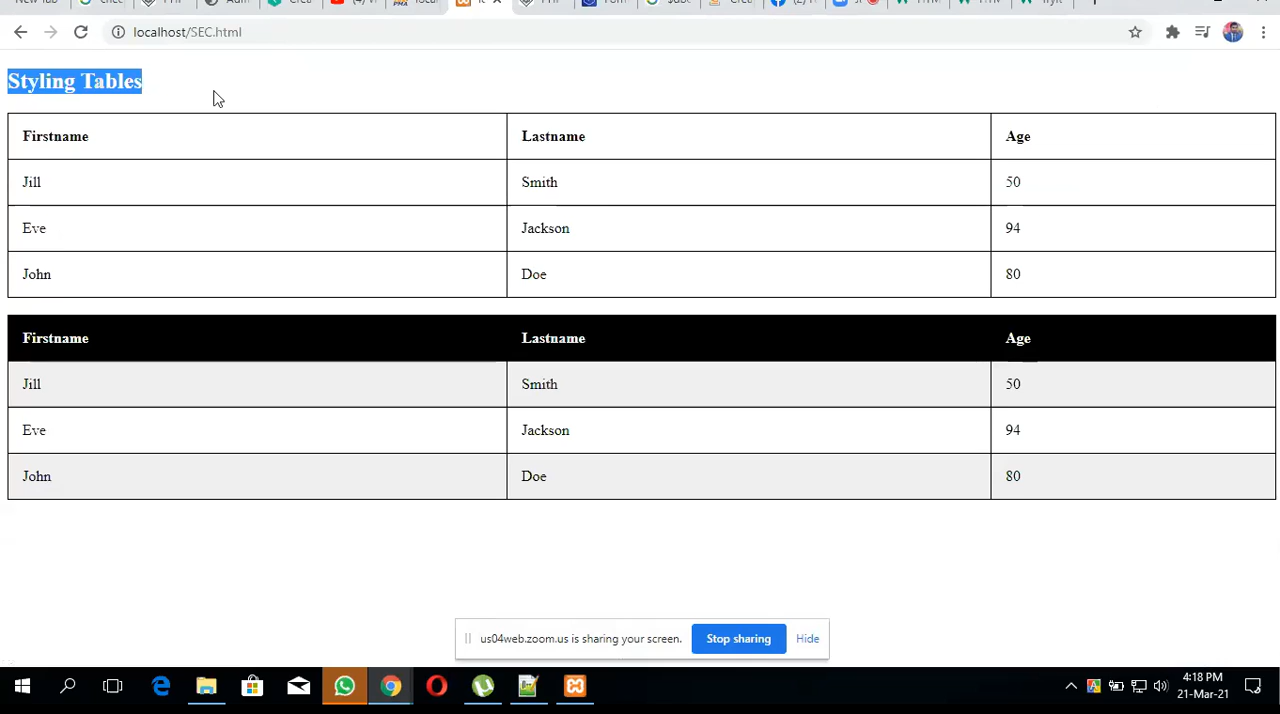 New Tab
localhost/SEC.html
Styling Tables
Firstname Lastname Age
Jill Smith 50
Eve Jackson 94
John Doe 80
Firstname Lastname Age
Jill Smith 50
Eve Jackson 94
John Doe 80
us04web.zoom.us is sharing your screen. Stop sharing Hide
4:18 PM
21-Mar-21